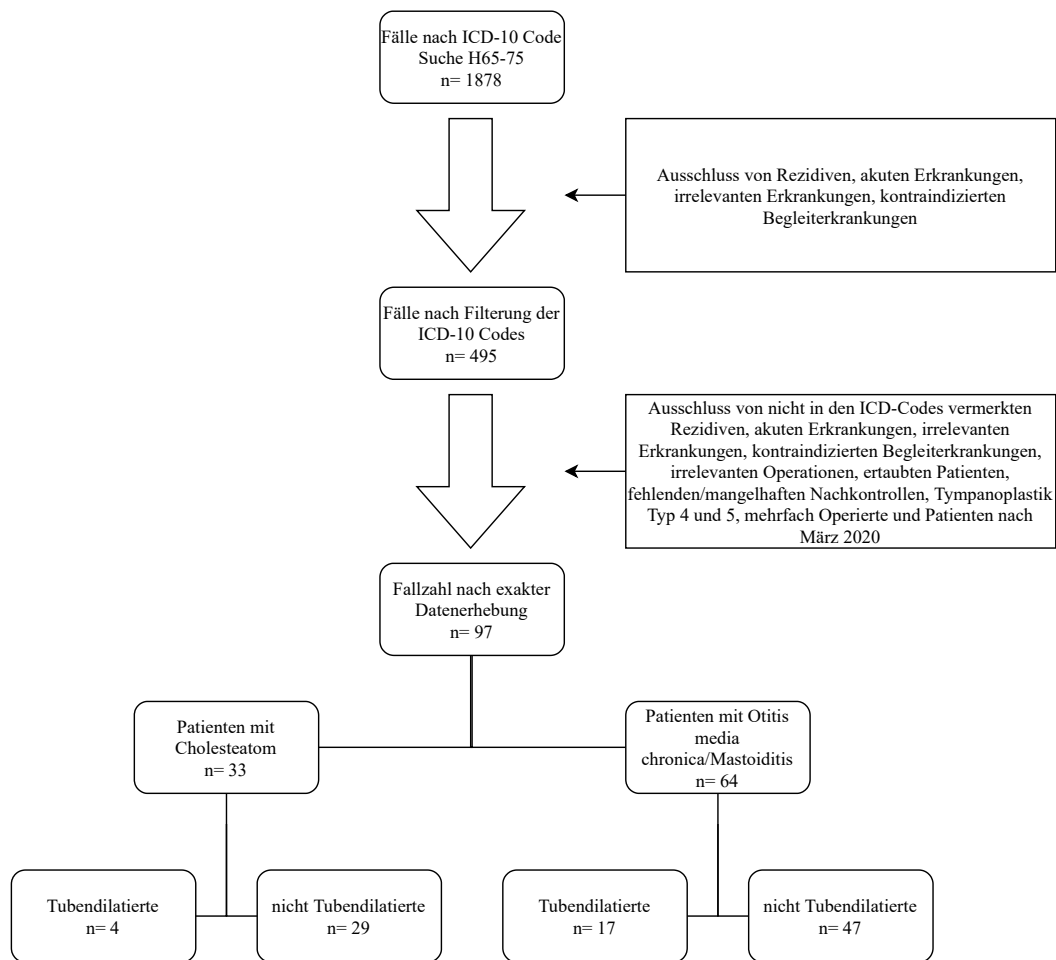 Fälle nach ICD-10 Code
Suche H65-75
n= 1878
Ausschluss von Rezidiven, akuten Erkrankungen,
irrelevanten Erkrankungen, kontraindizierten
Begleiterkrankungen
Fälle nach Filterung der
ICD-10 Codes
n= 495
Ausschluss von nicht in den ICD-Codes vermerkten
Rezidiven, akuten Erkrankungen, irrelevanten
Erkrankungen, kontraindizierten Begleiterkrankungen,
irrelevanten Operationen, ertaubten Patienten,
fehlenden/mangelhaften Nachkontrollen, Tympanoplastik
Typ 4 und 5, mehrfach Operierte und Patienten nach
März 2020
Fallzahl nach exakter
Datenerhebung
n= 97
Patienten mit
Cholesteatom
n= 33
Patienten mit Otitis
media
chronica/Mastoiditis
n= 64
Tubendilatierte
n= 4
nicht Tubendilatierte
n= 29
Tubendilatierte
n= 17
nicht Tubendilatierte
n= 47